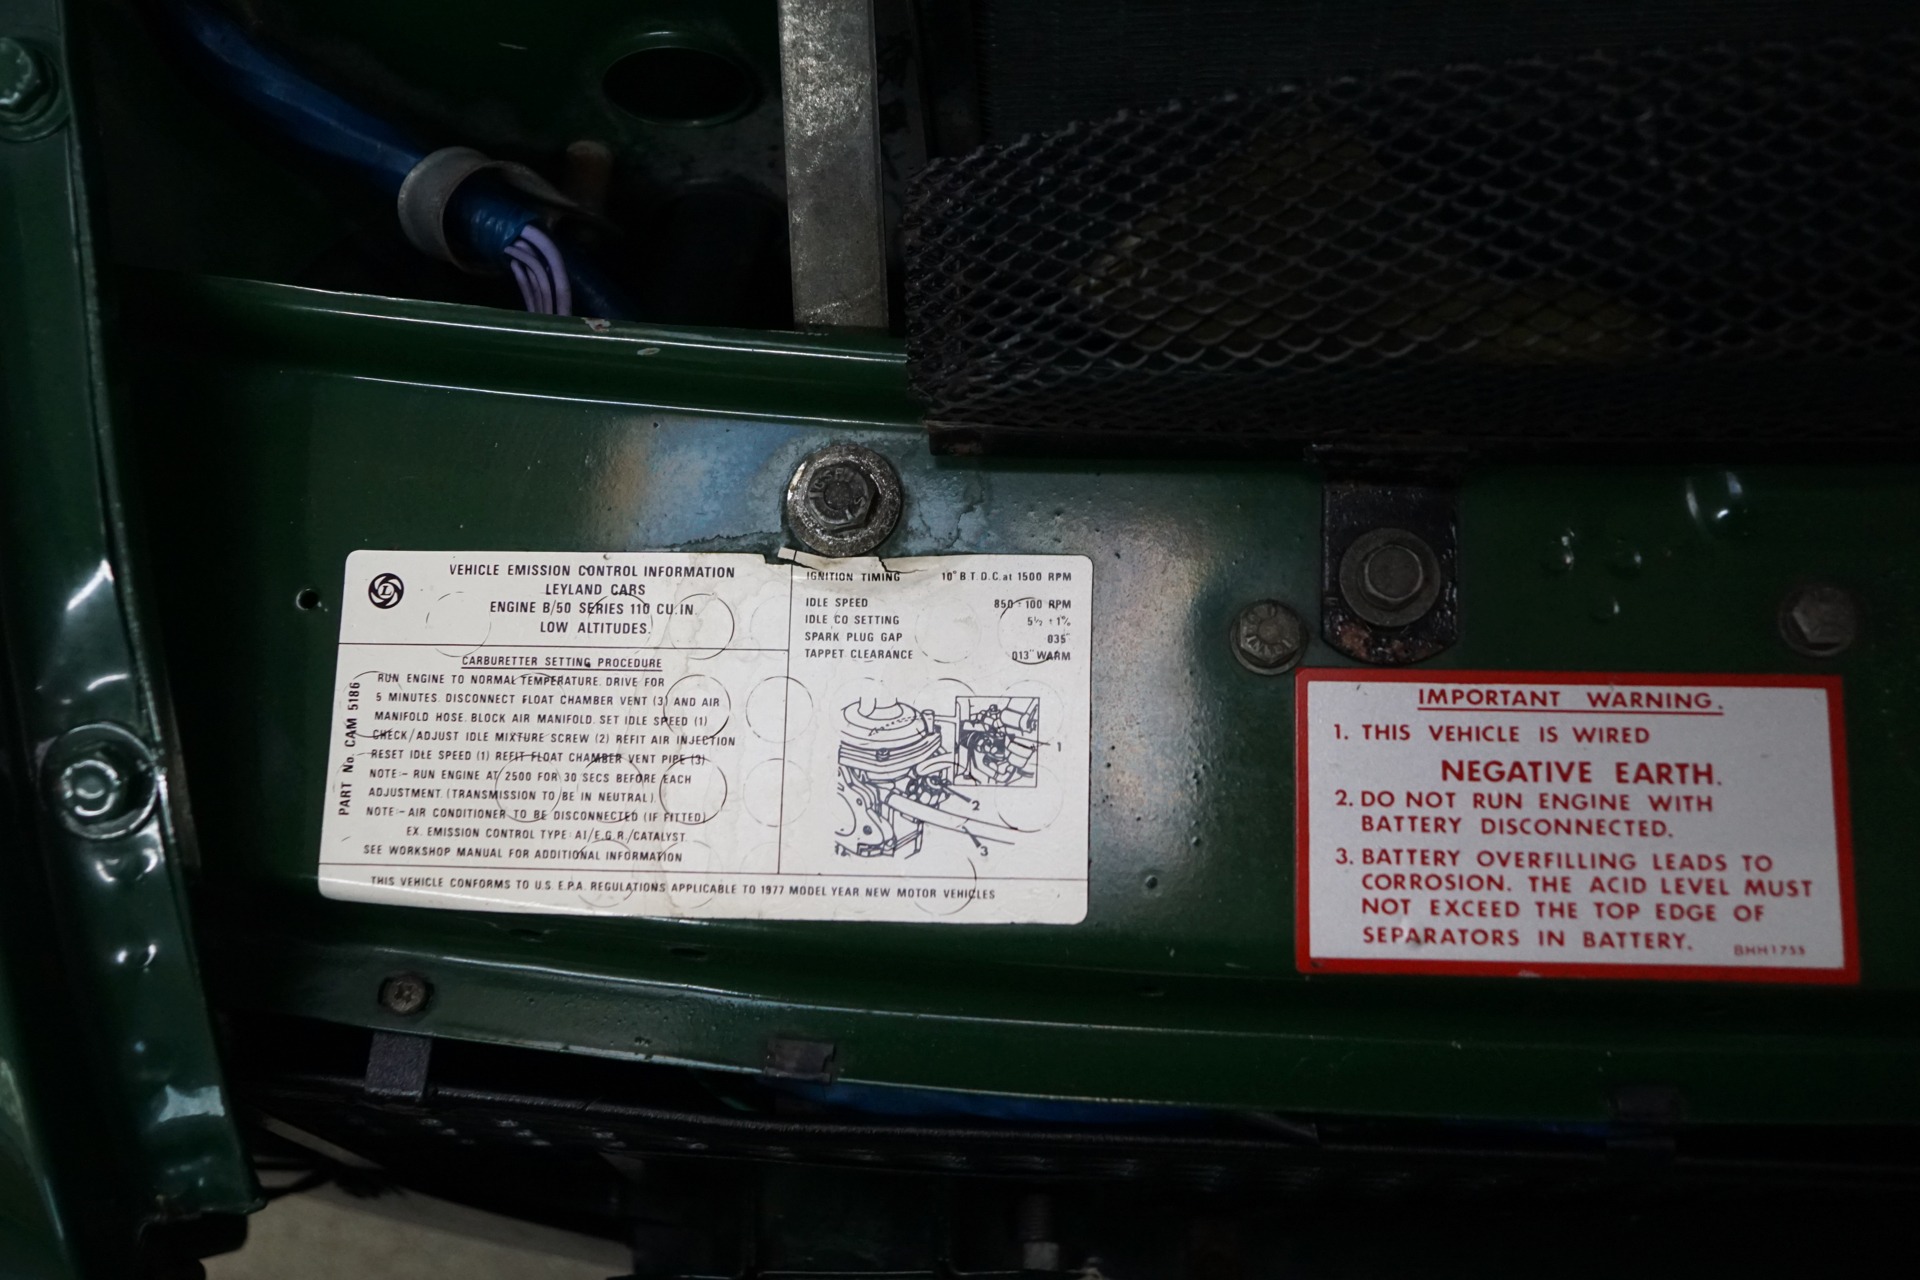 VEHICLE EMISSION CONTROL INFORMATION
LEYLAND CARS
ENGINE B/50 SERIES 110 CU.IN.
LOW ALTITUDES.
CARBURETTER SETTING PROCEDURE
RUN ENGINE TO NORMAL TEMPERATURE. DRIVE FOR
5 MINUTES. DISCONNECT FLOAT CHAMBER VENT (3) AND AIR
MANIFOLD HOSE. BLOCK AIR MANIFOLD. SET IDLE SPEED (1)
CHECK/ADJUST IDLE MIXTURE SCREW (2) REFIT AIR INJECTION
RESET IDLE SPEED (1) REFIT FLOAT CHAMBER VENT PIPE (3)
NOTE:- RUN ENGINE AT 2500 FOR 30 SECS BEFORE EACH
ADJUSTMENT. (TRANSMISSION TO BE IN NEUTRAL).
NOTE:- AIR CONDITIONER TO BE DISCONNECTED (IF FITTED)
EX. EMISSION CONTROL TYPE: AI/E.G.R./CATALYST.
SEE WORKSHOP MANUAL FOR ADDITIONAL INFORMATION
PART No. CAM 5186
IGNITION TIMING 10° B.T.D.C. at 1500 RPM
IDLE SPEED 850 ± 100 RPM
IDLE CO SETTING 5½ ± 1%
SPARK PLUG GAP 035"
TAPPET CLEARANCE 013" WARM
1
2
3
THIS VEHICLE CONFORMS TO U.S. E.P.A. REGULATIONS APPLICABLE TO 1977 MODEL YEAR NEW MOTOR VEHICLES
IMPORTANT WARNING.
1. THIS VEHICLE IS WIRED
NEGATIVE EARTH.
2. DO NOT RUN ENGINE WITH
BATTERY DISCONNECTED.
3. BATTERY OVERFILLING LEADS TO
CORROSION. THE ACID LEVEL MUST
NOT EXCEED THE TOP EDGE OF
SEPARATORS IN BATTERY.
BHH1755